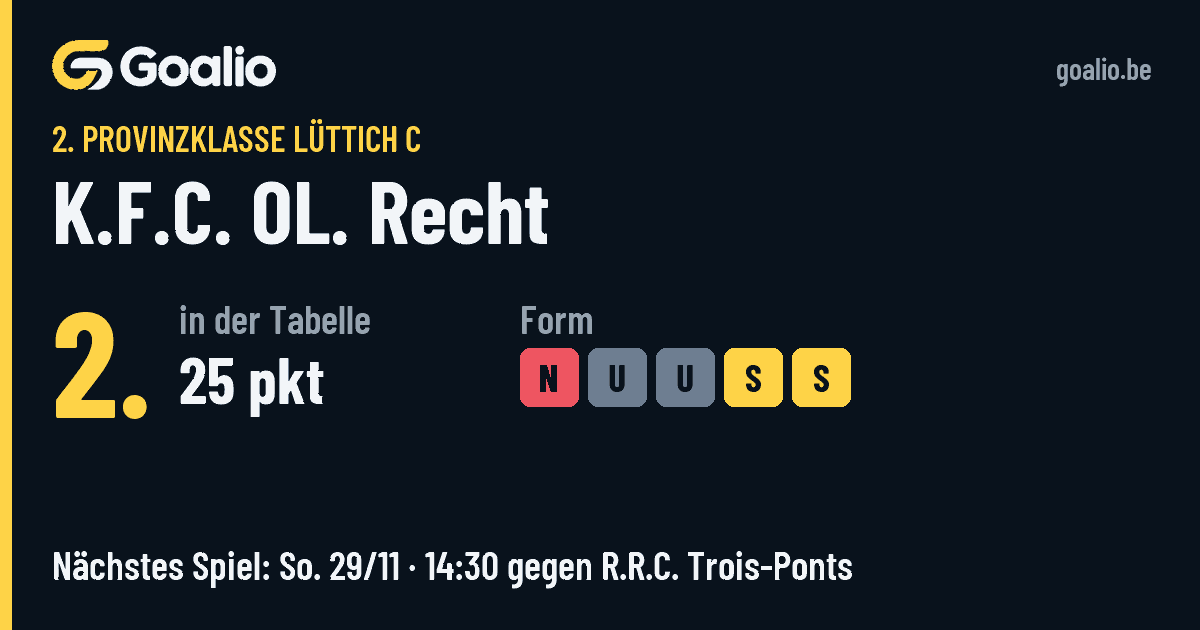 Goalio
goalio.be
2. PROVINZKLASSE LÜTTICH C
K.F.C. OL. Recht
2.
in der Tabelle
25 pkt
Form
N U U S S
Nächstes Spiel: So. 29/11 · 14:30 gegen R.R.C. Trois-Ponts